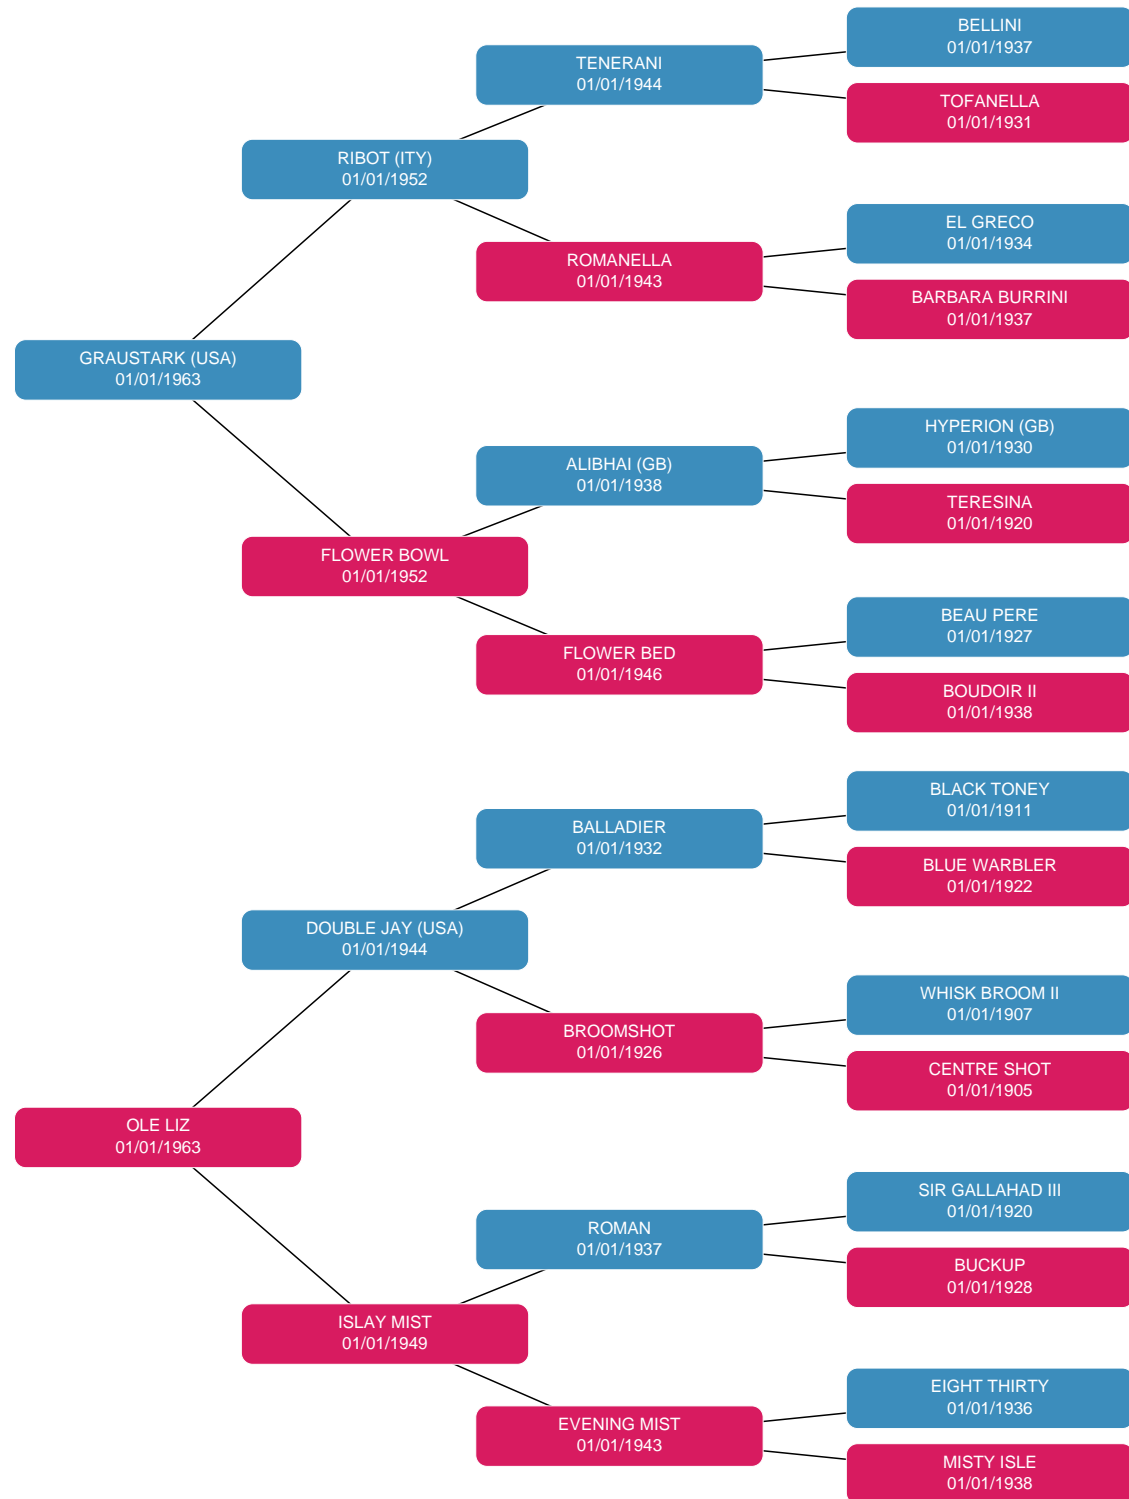 BELLINI
01/01/1937
TENERANI
01/01/1944
TOFANELLA
01/01/1931
RIBOT (ITY)
01/01/1952
EL GRECO
01/01/1934
ROMANELLA
01/01/1943
BARBARA BURRINI
01/01/1937
GRAUSTARK (USA)
01/01/1963
HYPERION (GB)
01/01/1930
ALIBHAI (GB)
01/01/1938
TERESINA
01/01/1920
FLOWER BOWL
01/01/1952
BEAU PERE
01/01/1927
FLOWER BED
01/01/1946
BOUDOIR II
01/01/1938
BLACK TONEY
01/01/1911
BALLADIER
01/01/1932
BLUE WARBLER
01/01/1922
DOUBLE JAY (USA)
01/01/1944
WHISK BROOM II
01/01/1907
BROOMSHOT
01/01/1926
CENTRE SHOT
01/01/1905
OLE LIZ
01/01/1963
SIR GALLAHAD III
01/01/1920
ROMAN
01/01/1937
BUCKUP
01/01/1928
ISLAY MIST
01/01/1949
EIGHT THIRTY
01/01/1936
EVENING MIST
01/01/1943
MISTY ISLE
01/01/1938